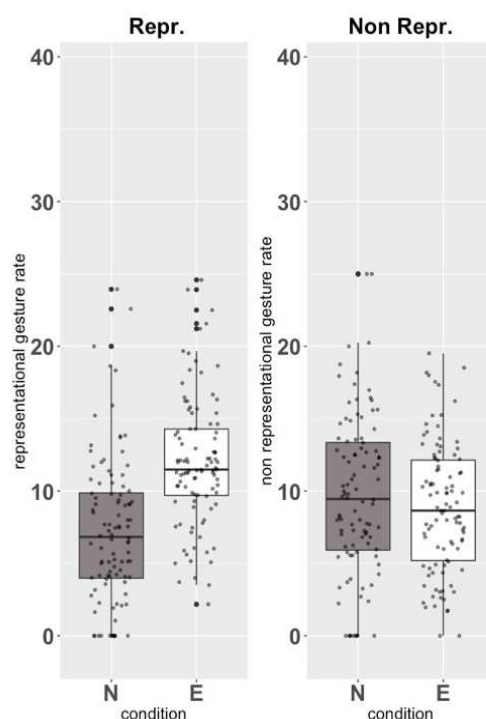 Repr.
40
30
20
10
0
representational gesture rate
N E
condition
Non Repr.
40
30
20
10
0
non representational gesture rate
N E
condition